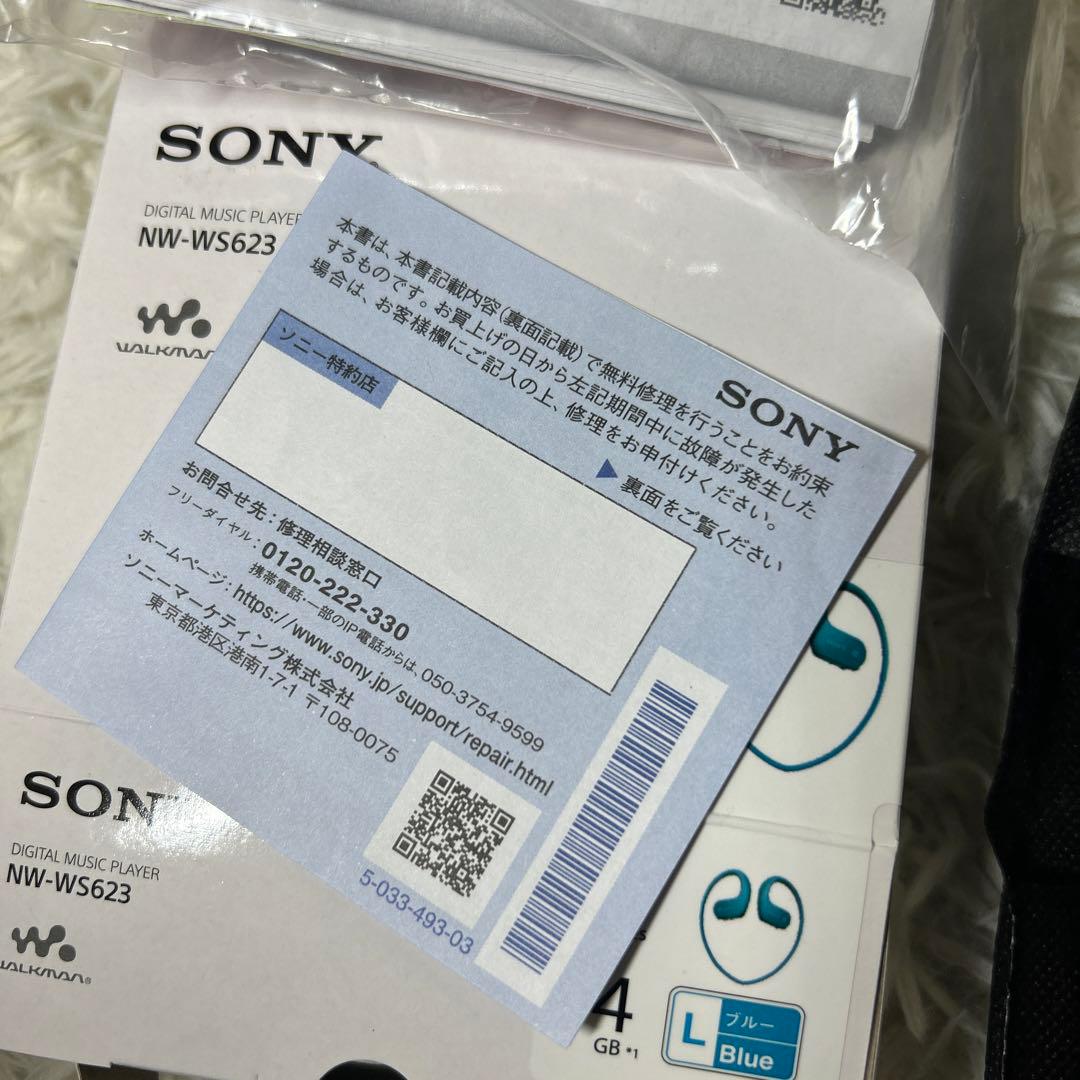 SONY
DIGITAL MUSIC PLAYER
NW-WS623
WALKMAN
SONY
本書は、本書記載内容(裏面記載)で無料修理を行うことをお約束
するものです。お買上げの日から左記期間中に故障が発生した
場合は、お客様欄にご記入の上、修理をお申付けください。
▶裏面をご覧ください
ソニー特約店
お問合せ先:修理相談窓口
フリーダイヤル:0120-222-330
携帯電話・一部のIP電話からは、050-3754-9599
ホームページ:https://www.sony.jp/support/repair.html
ソニーマーケティング株式会社
東京都港区港南1-7-1 〒108-0075
5-033-493-03
SON
DIGITAL MUSIC PLAYER
NW-WS623
WALKMAN®
4
GB *1
L
ブルー
Blue